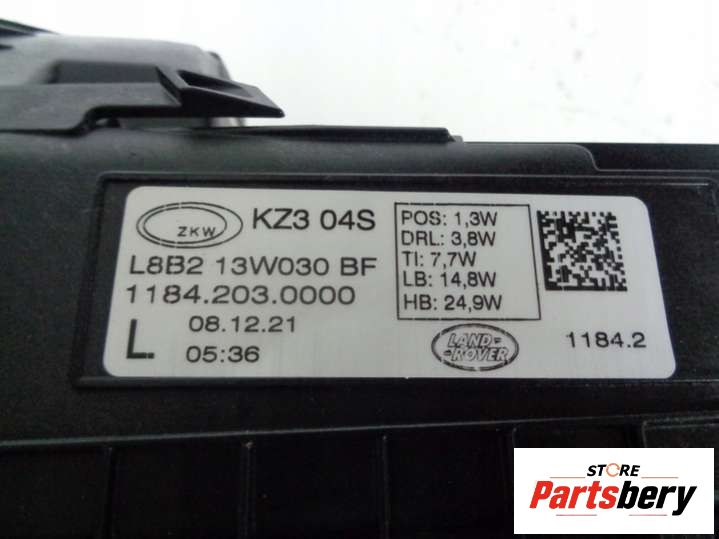 ZKW
KZ3 04S
L8B2 13W030 BF
1184.203.0000
L
08.12.21
05:36
POS: 1,3W
DRL: 3,8W
TI: 7,7W
LB: 14,8W
HB: 24,9W
LAND-
ROVER
1184.2
STORE
Partsbery